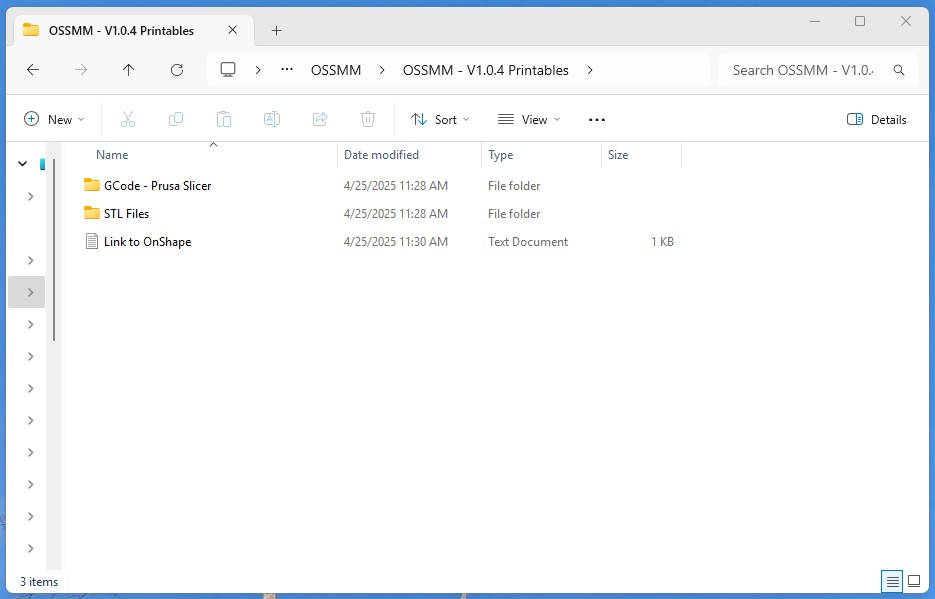 OSSMM - V1.0.4 Printables
OSSMM OSSMM - V1.0.4 Printables Search OSSMM - V1.0.
New Sort View Details
Name Date modified Type Size
GCode - Prusa Slicer 4/25/2025 11:28 AM File folder
STL Files 4/25/2025 11:28 AM File folder
Link to OnShape 4/25/2025 11:30 AM Text Document 1 KB
3 items